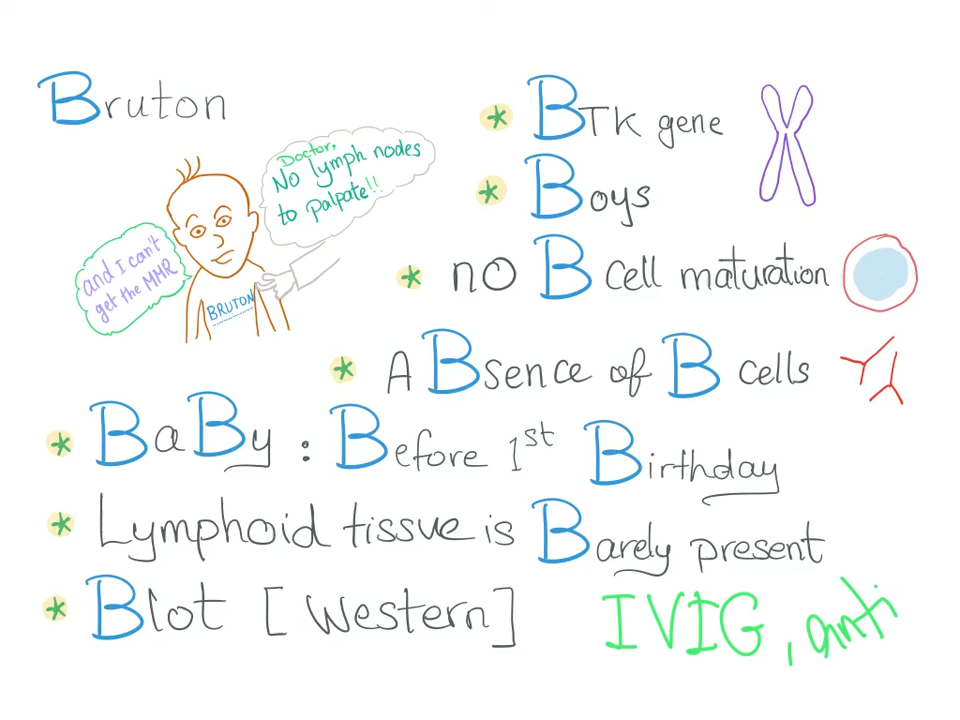 Bruton
Doctor,
No lymph nodes
to palpate!!
and I can't
get the MMR
BRUTON
* BTK gene
* Boys
* no B cell maturation
* A Bsence of B cells
* BaBy : Before 1st Birthday
* Lymphoid tissue is Barely present
* Blot [Western]
IVIG, anti